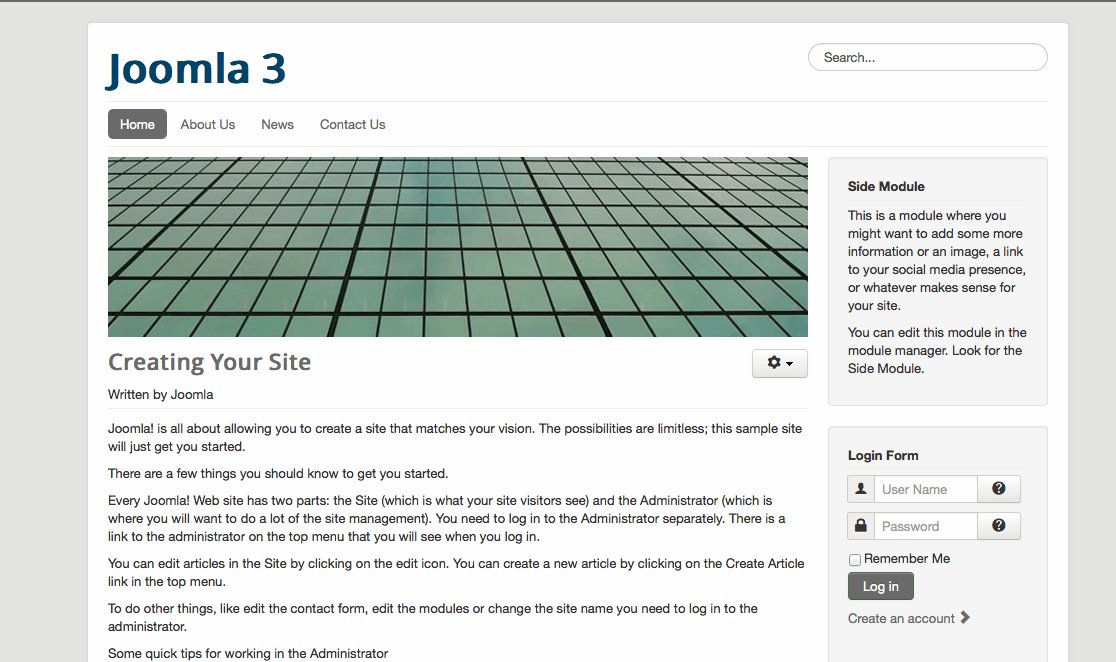 Joomla 3
Search...
Home
About Us
News
Contact Us
Creating Your Site
Written by Joomla
Joomla! is all about allowing you to create a site that matches your vision. The possibilities are limitless; this sample site
will just get you started.
There are a few things you should know to get you started.
Every Joomla! Web site has two parts: the Site (which is what your site visitors see) and the Administrator (which is
where you will want to do a lot of the site management). You need to log in to the Administrator separately. There is a
link to the administrator on the top menu that you will see when you log in.
You can edit articles in the Site by clicking on the edit icon. You can create a new article by clicking on the Create Article
link in the top menu.
To do other things, like edit the contact form, edit the modules or change the site name you need to log in to the
administrator.
Some quick tips for working in the Administrator
Side Module
This is a module where you
might want to add some more
information or an image, a link
to your social media presence,
or whatever makes sense for
your site.
You can edit this module in the
module manager. Look for the
Side Module.
Login Form
User Name
Password
Remember Me
Log in
Create an account